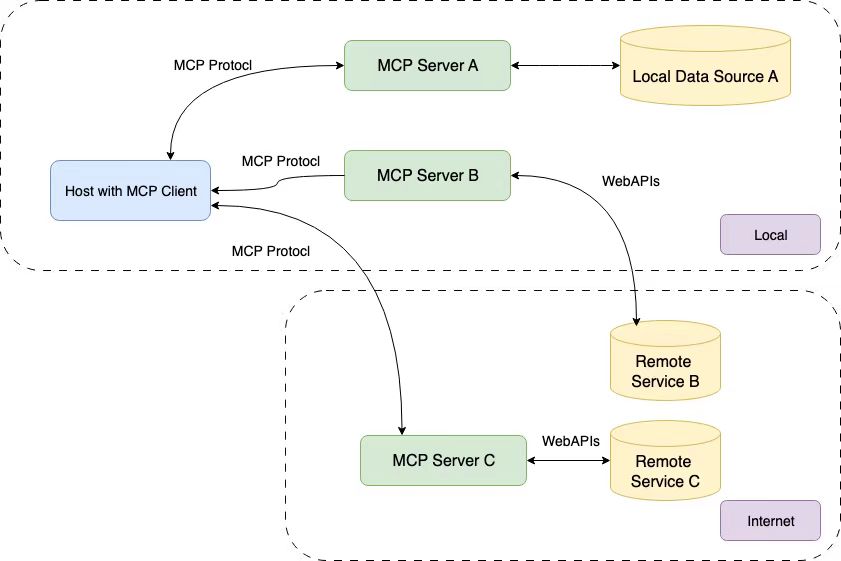 MCP Protocl
MCP Server A
Local Data Source A
MCP Protocl
MCP Server B
WebAPIs
Host with MCP Client
MCP Protocl
Local
Remote
Service B
MCP Server C
WebAPIs
Remote
Service C
Internet